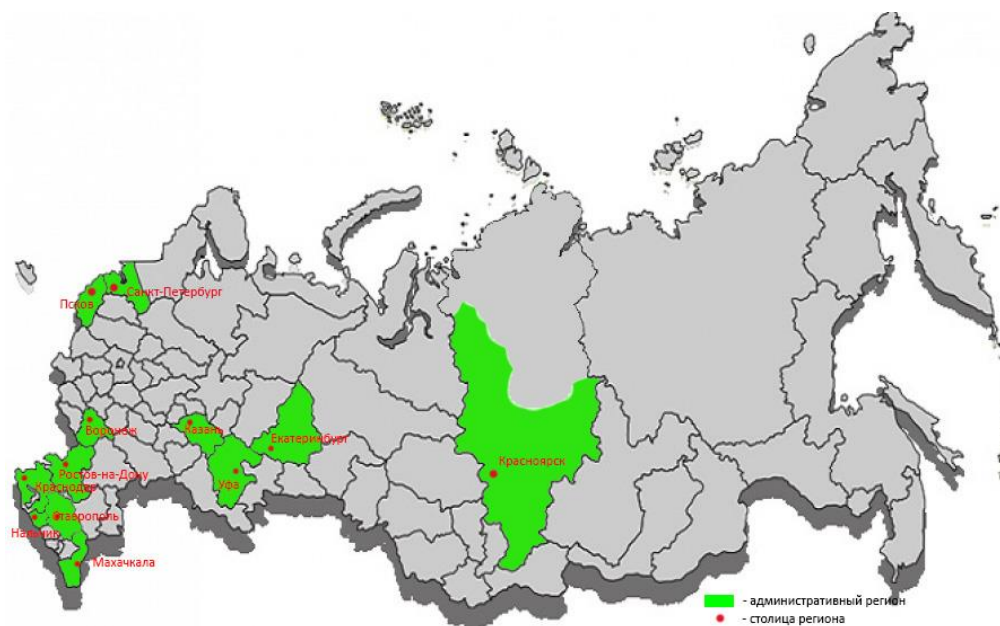 Санкт-Петербург
Псков
Воронеж
Казань
Екатеринбург
Красноярск
Ростов-на-Дону
Уфа
Краснодар
Ставрополь
Нальчик
Махачкала
- административный регион
- столица региона